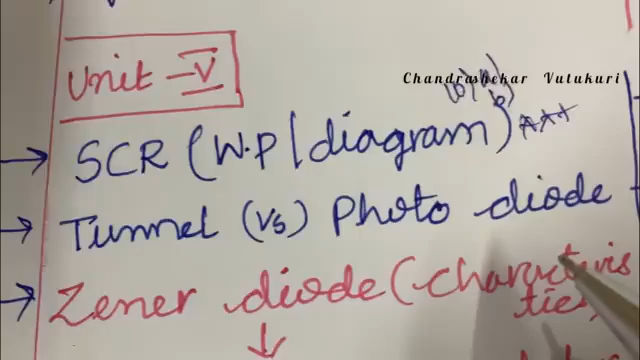 Unit - V
Chandrashekar Vutukuri
SCR (W.P | diagram) ***
Tunnel (Vs) Photo diode
Zener diode (characteris
tics)